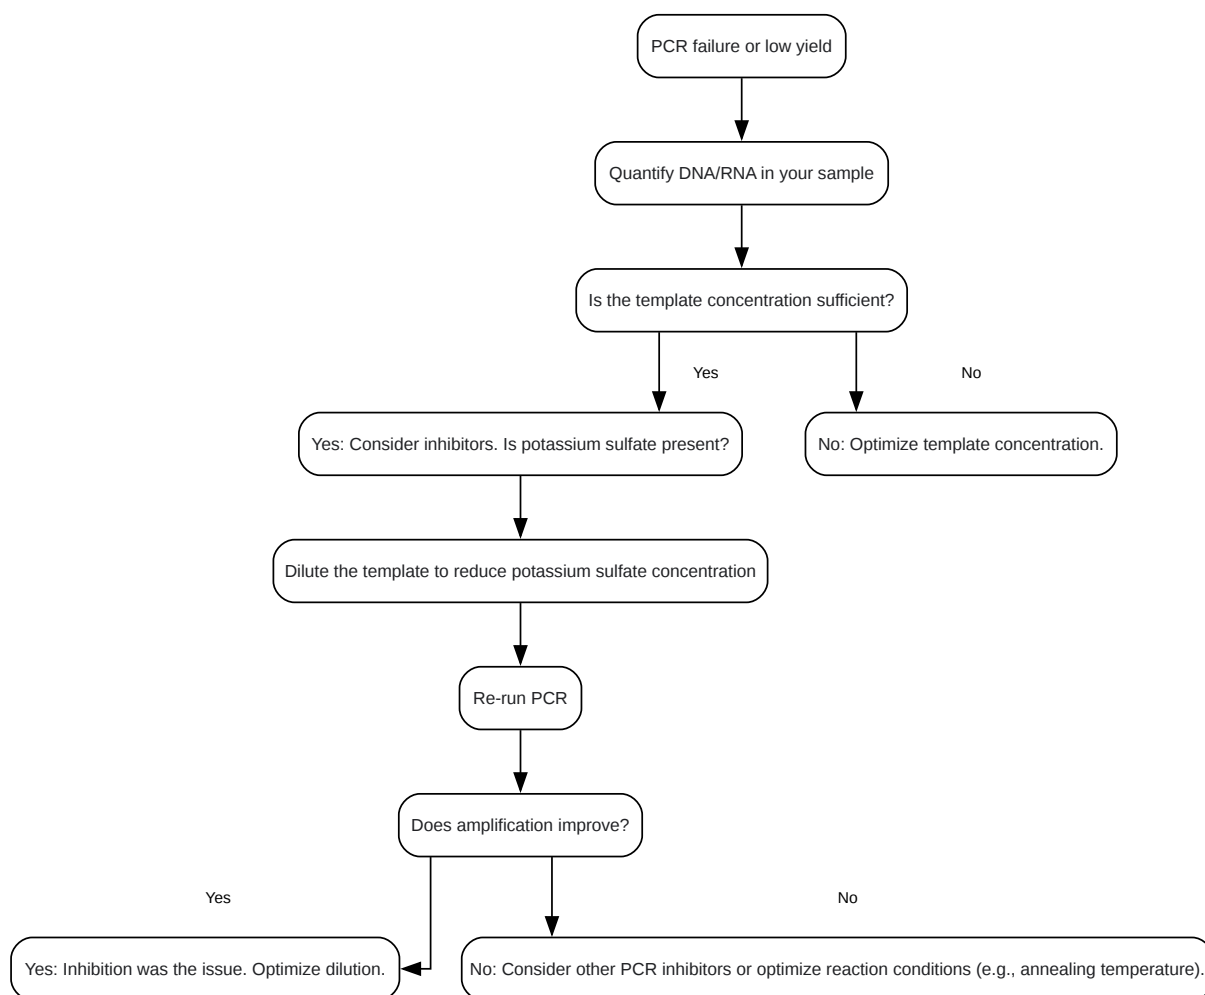 PCR failure or low yield
Quantify DNA/RNA in your sample
Is the template concentration sufficient?
Yes
No
Yes: Consider inhibitors. Is potassium sulfate present?
No: Optimize template concentration.
Dilute the template to reduce potassium sulfate concentration
Re-run PCR
Does amplification improve?
Yes
No
Yes: Inhibition was the issue. Optimize dilution.
No: Consider other PCR inhibitors or optimize reaction conditions (e.g., annealing temperature).